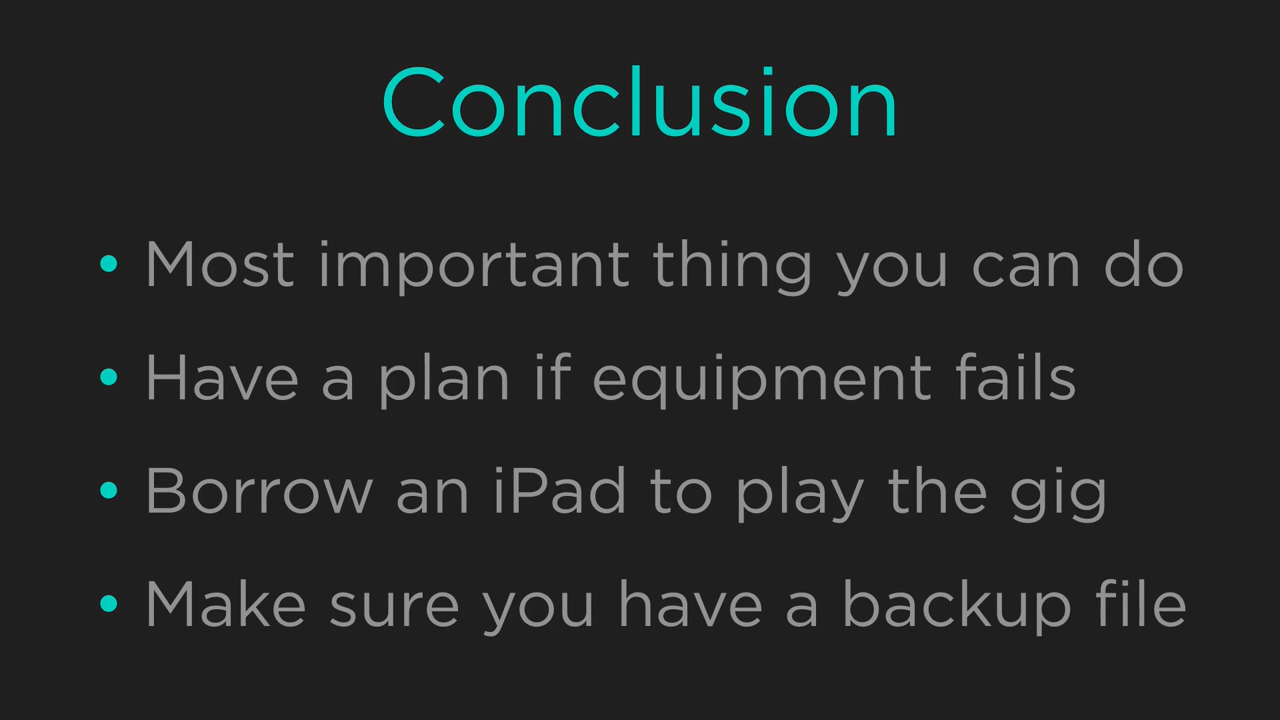 Conclusion
• Most important thing you can do
• Have a plan if equipment fails
• Borrow an iPad to play the gig
• Make sure you have a backup file